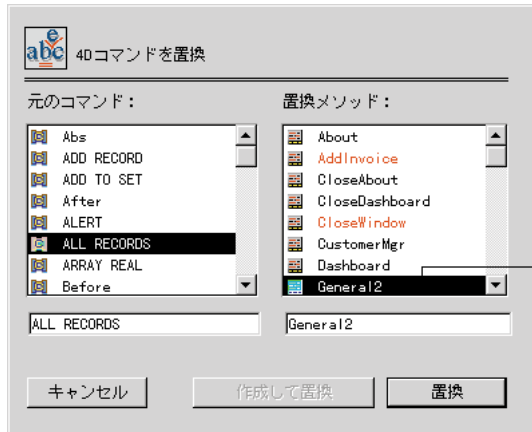 abc
4Dコマンドを置換
元のコマンド：
置換メソッド：
Abs
ADD RECORD
ADD TO SET
After
ALERT
ALL RECORDS
ARRAY REAL
Before
About
AddInvoice
CloseAbout
CloseDashboard
CloseWindow
CustomerMgr
Dashboard
General2
ALL RECORDS
General2
キャンセル
作成して置換
置換